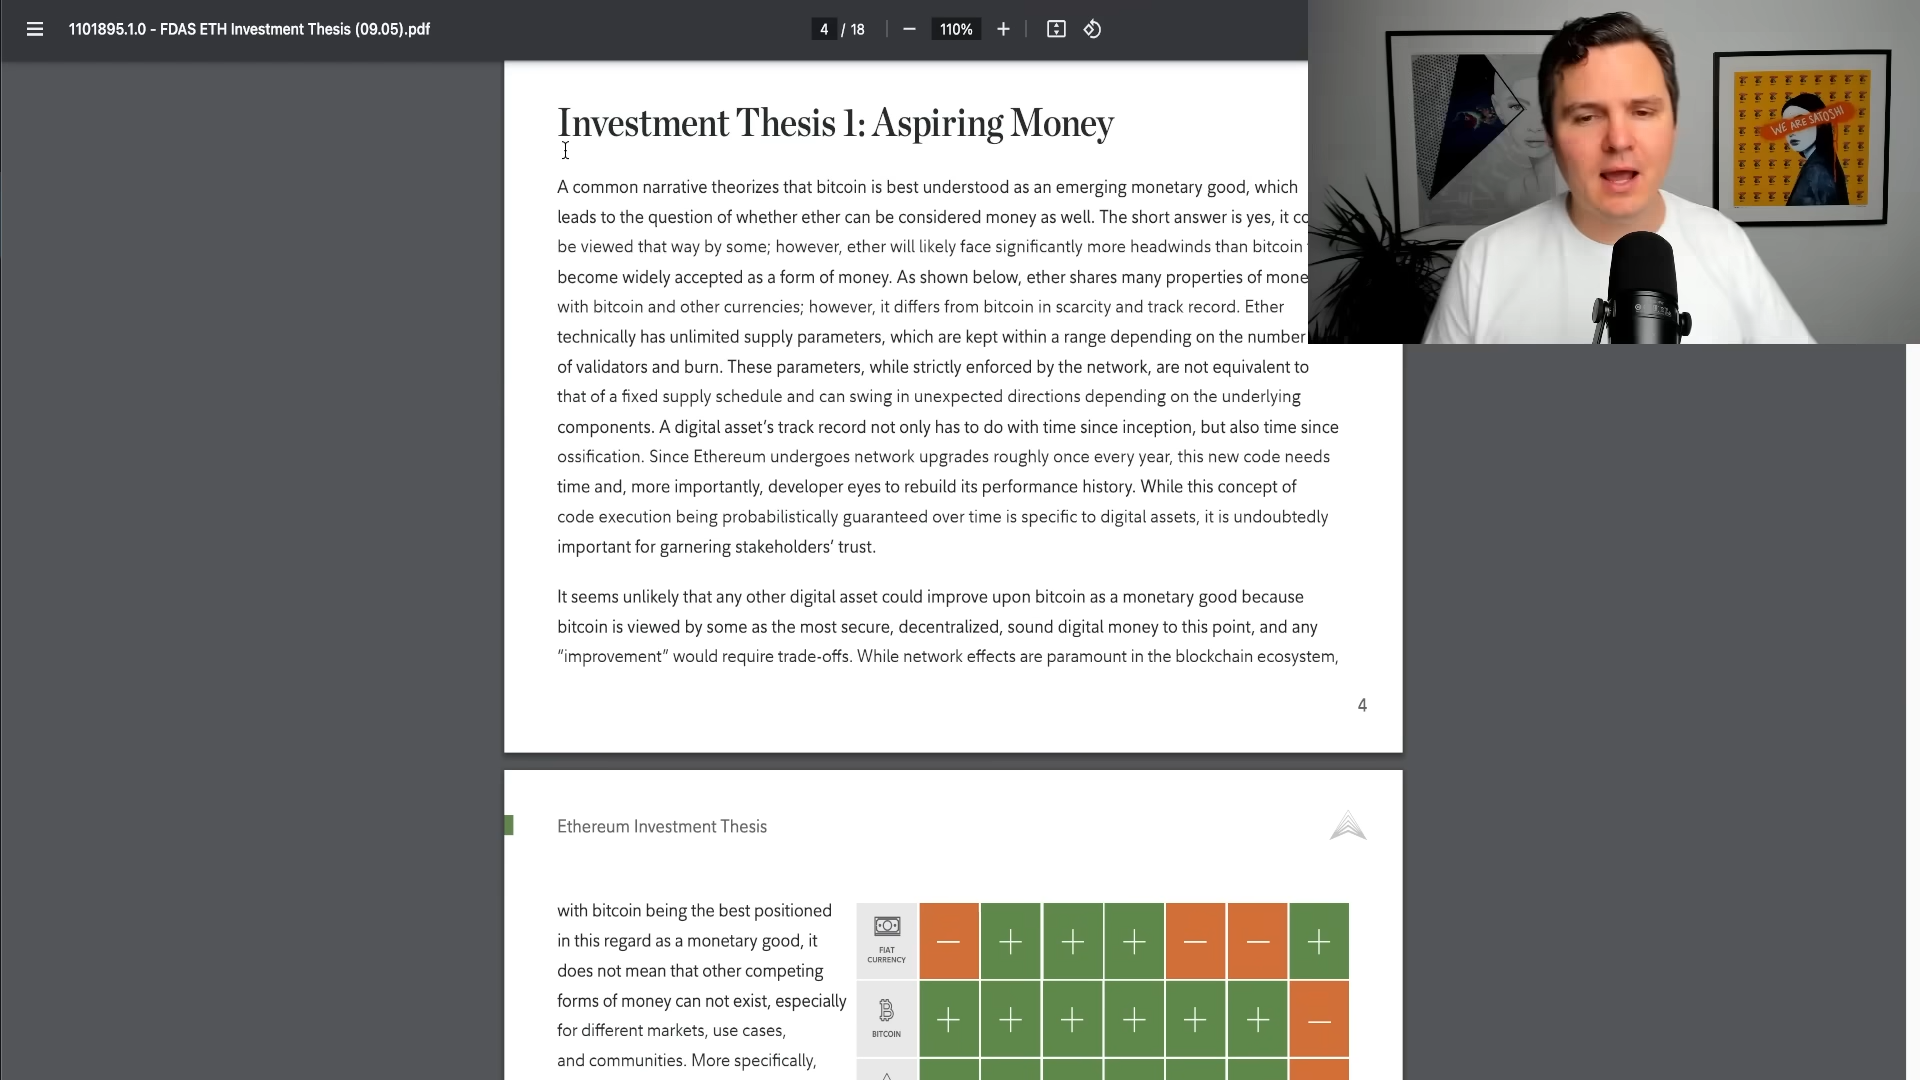 1101895.1.0 - FDAS ETH Investment Thesis (09.05).pdf
4 / 18
110%
Investment Thesis 1: Aspiring Money
A common narrative theorizes that bitcoin is best understood as an emerging monetary good, which
leads to the question of whether ether can be considered money as well. The short answer is yes, it co
be viewed that way by some; however, ether will likely face significantly more headwinds than bitcoin
become widely accepted as a form of money. As shown below, ether shares many properties of mone
with bitcoin and other currencies; however, it differs from bitcoin in scarcity and track record. Ether
technically has unlimited supply parameters, which are kept within a range depending on the number
of validators and burn. These parameters, while strictly enforced by the network, are not equivalent to
that of a fixed supply schedule and can swing in unexpected directions depending on the underlying
components. A digital asset's track record not only has to do with time since inception, but also time since
ossification. Since Ethereum undergoes network upgrades roughly once every year, this new code needs
time and, more importantly, developer eyes to rebuild its performance history. While this concept of
code execution being probabilistically guaranteed over time is specific to digital assets, it is undoubtedly
important for garnering stakeholders' trust.
It seems unlikely that any other digital asset could improve upon bitcoin as a monetary good because
bitcoin is viewed by some as the most secure, decentralized, sound digital money to this point, and any
"improvement" would require trade-offs. While network effects are paramount in the blockchain ecosystem,
4
Ethereum Investment Thesis
with bitcoin being the best positioned
in this regard as a monetary good, it
does not mean that other competing
forms of money can not exist, especially
for different markets, use cases,
and communities. More specifically,
FIAT
CURRENCY
− + + + − − +
BITCOIN
+ + + + + + −
WE ARE SATOSHI